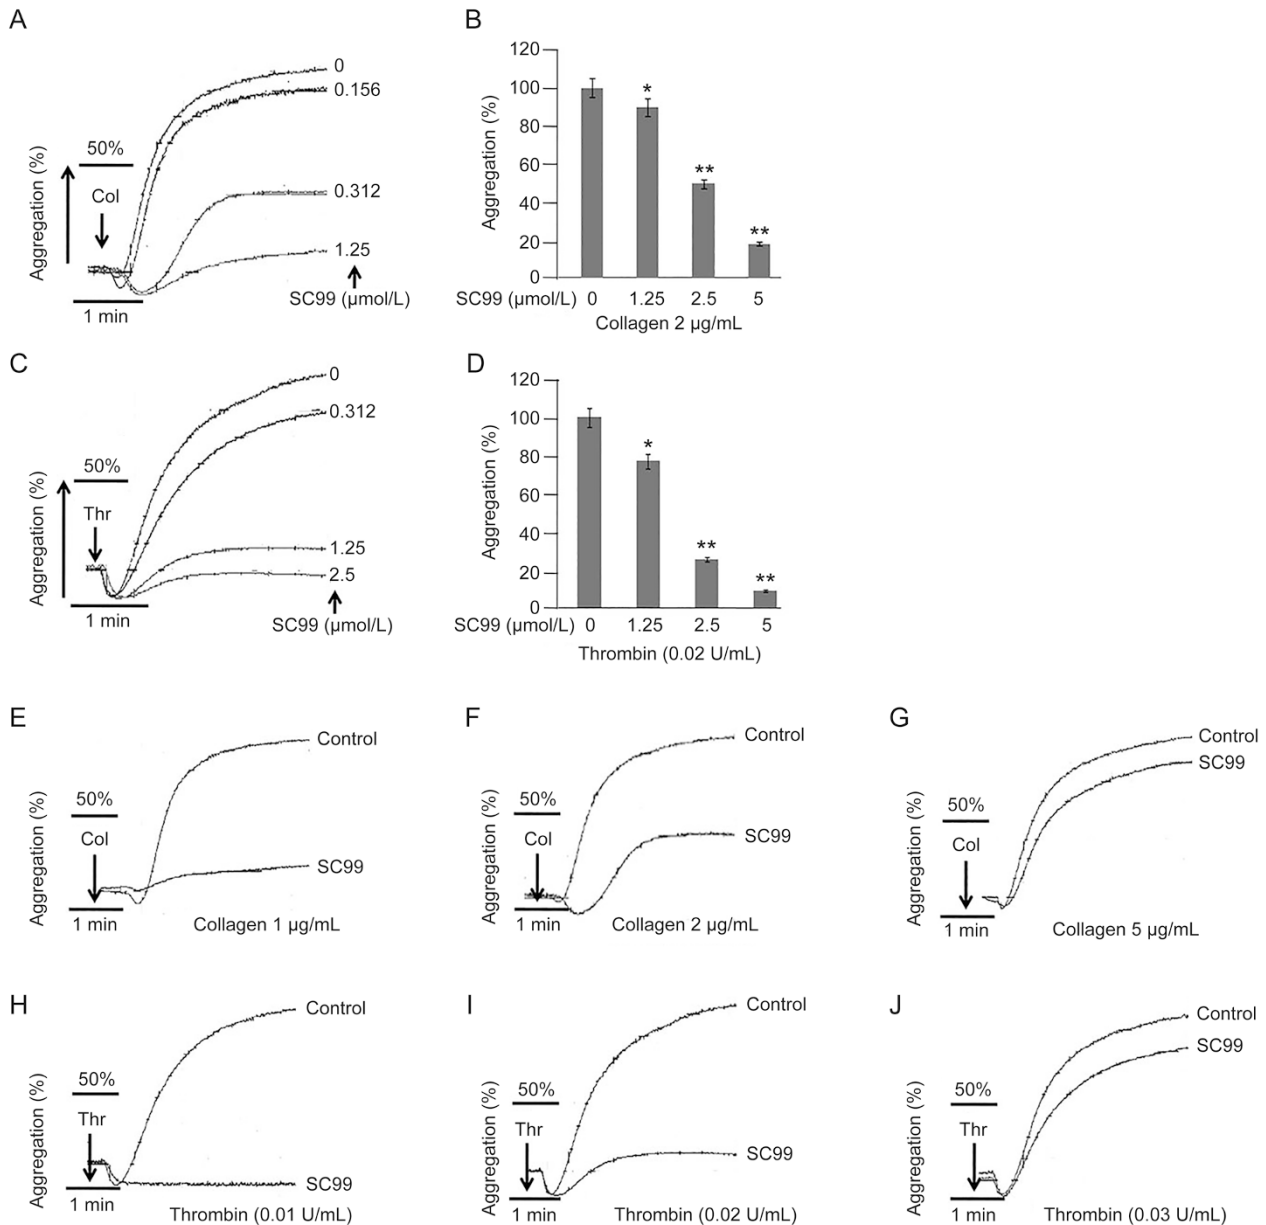 A
Aggregation (%)
50%
Col
1 min
0
0.156
0.312
1.25
SC99 (µmol/L)
B
Aggregation (%)
120
100
80
60
40
20
0
*
**
**
SC99 (µmol/L) 0 1.25 2.5 5
Collagen 2 µg/mL
C
Aggregation (%)
50%
Thr
1 min
0
0.312
1.25
2.5
SC99 (µmol/L)
D
Aggregation (%)
120
100
80
60
40
20
0
*
**
**
SC99 (µmol/L) 0 1.25 2.5 5
Thrombin (0.02 U/mL)
E
Aggregation (%)
50%
Col
1 min
Control
SC99
Collagen 1 µg/mL
F
Aggregation (%)
50%
Col
1 min
Control
SC99
Collagen 2 µg/mL
G
Aggregation (%)
50%
Col
1 min
Control
SC99
Collagen 5 µg/mL
H
Aggregation (%)
50%
Thr
1 min
Control
SC99
Thrombin (0.01 U/mL)
I
Aggregation (%)
50%
Thr
1 min
Control
SC99
Thrombin (0.02 U/mL)
J
Aggregation (%)
50%
Thr
1 min
Control
SC99
Thrombin (0.03 U/mL)